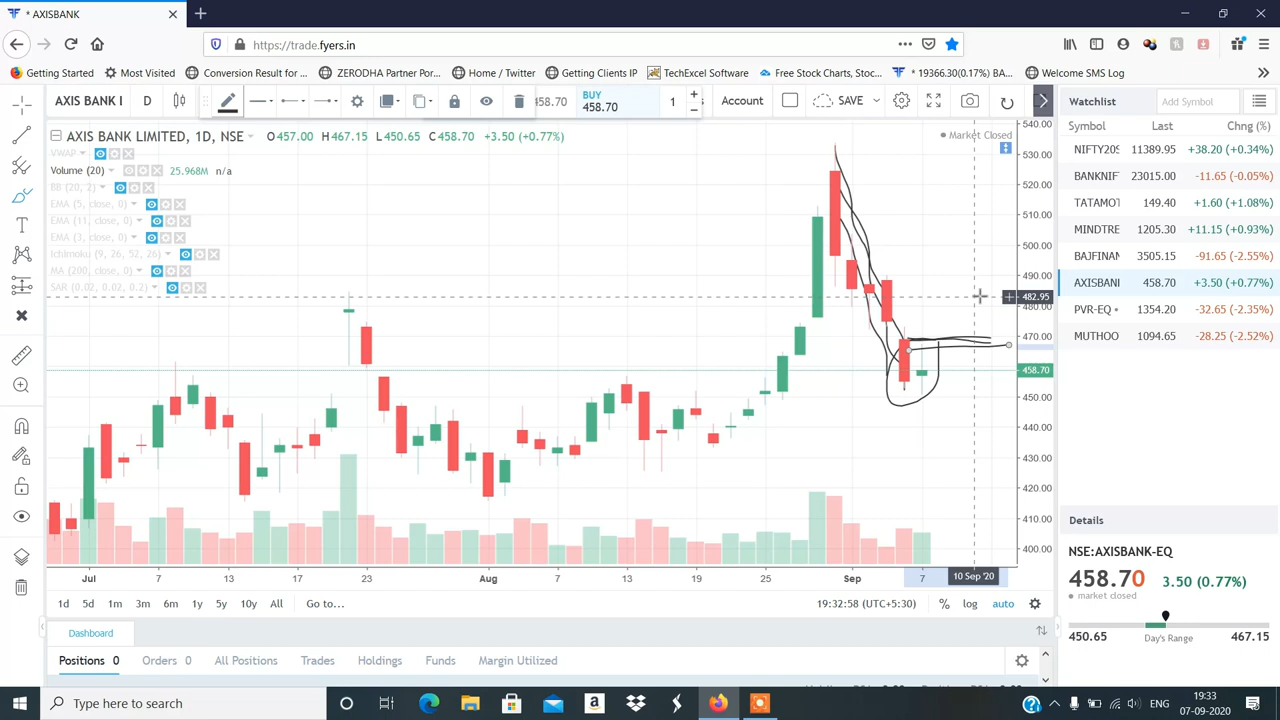 * AXISBANK
https://trade.fyers.in
Getting Started Most Visited Conversion Result for ... ZERODHA Partner Por... Home / Twitter Getting Clients IP TechExcel Software Free Stock Charts, Stoc... * 19366.30(0.17%) BA... Welcome SMS Log
AXIS BANK I D 458.70 BUY 458.70 1 Account SAVE
Watchlist Add Symbol
AXIS BANK LIMITED, 1D, NSE O457.00 H467.15 L450.65 C458.70 +3.50 (+0.77%)
Market Closed
VWAP
Volume (20) 25.968M n/a
BB (20, 2)
EMA (5, close, 0)
EMA (11, close, 0)
EMA (3, close, 0)
Ichimoku (9, 26, 52, 26)
MA (200, close, 0)
SAR (0.02, 0.02, 0.2)
540.00
530.00
520.00
510.00
500.00
490.00
482.95
480.00
470.00
458.70
450.00
440.00
430.00
420.00
410.00
400.00
Symbol Last Chng (%)
NIFTY20S 11389.95 +38.20 (+0.34%)
BANKNIF 23015.00 -11.65 (-0.05%)
TATAMOT 149.40 +1.60 (+1.08%)
MINDTRE 1205.30 +11.15 (+0.93%)
BAJFINAN 3505.15 -91.65 (-2.55%)
AXISBANI 458.70 +3.50 (+0.77%)
PVR-EQ 1354.20 -32.65 (-2.35%)
MUTHOO 1094.65 -28.25 (-2.52%)
Details
NSE:AXISBANK-EQ
458.70 3.50 (0.77%)
market closed
450.65 Day's Range 467.15
Jul 7 13 17 23 Aug 7 13 19 25 Sep 7 10 Sep '20
1d 5d 1m 3m 6m 1y 5y 10y All Go to... 19:32:58 (UTC+5:30) % log auto
Dashboard
Positions 0 Orders 0 All Positions Trades Holdings Funds Margin Utilized
Type here to search
ENG
19:33
07-09-2020